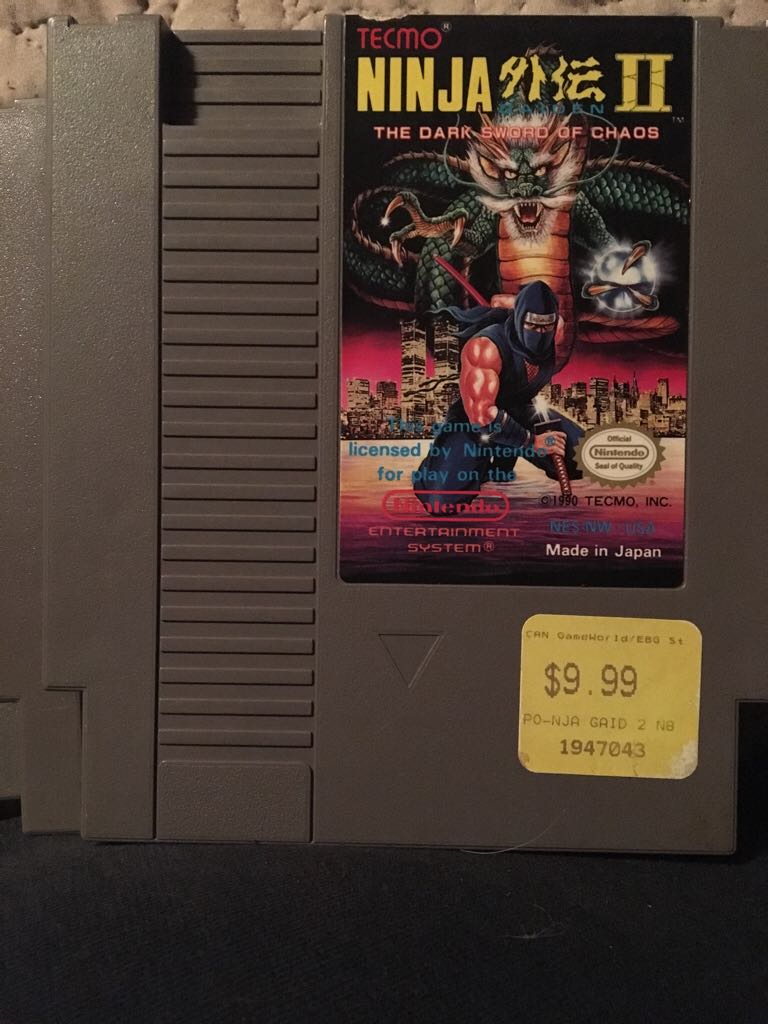 TECMO®
NINJA 外伝 II
GAIDEN
™
THE DARK SWORD OF CHAOS
This game is
licensed by Nintendo®
for play on the
Nintendo®
ENTERTAINMENT
SYSTEM®
Official
Nintendo
Seal of Quality
©1990 TECMO, INC.
NES-NW-USA
Made in Japan
CAN GameWorld/EBG St
$9.99
PO-NJA GAID 2 NB
1947043